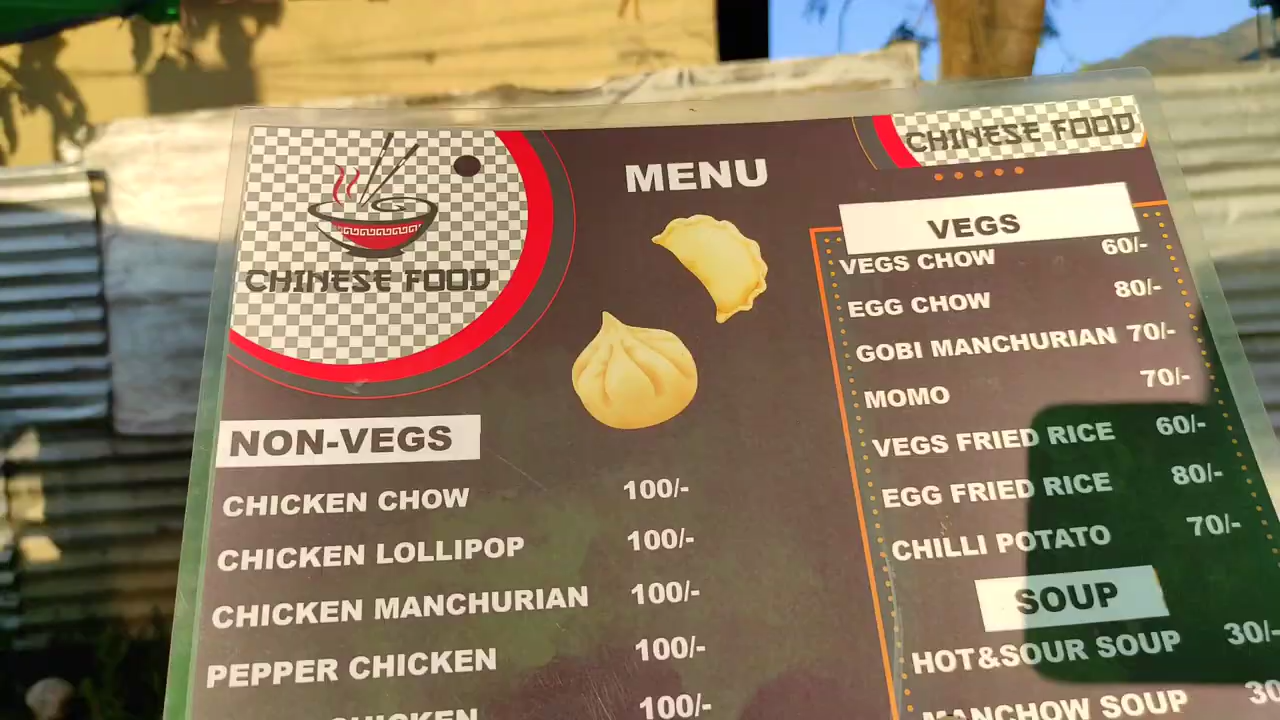 CHINESE FOOD
MENU
CHINESE FOOD
NON-VEGS
CHICKEN CHOW 100/-
CHICKEN LOLLIPOP 100/-
CHICKEN MANCHURIAN 100/-
PEPPER CHICKEN 100/-
CHICKEN 100/-
VEGS
VEGS CHOW 60/-
EGG CHOW 80/-
GOBI MANCHURIAN 70/-
MOMO 70/-
VEGS FRIED RICE 60/-
EGG FRIED RICE 80/-
CHILLI POTATO 70/-
SOUP
HOT&SOUR SOUP 30/-
MANCHOW SOUP 30